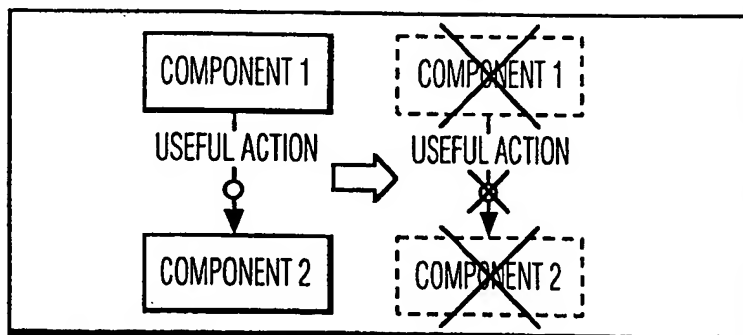 COMPONENT 1 COMPONENT 1
USEFUL ACTION USEFUL ACTION
COMPONENT 2 COMPONENT 2